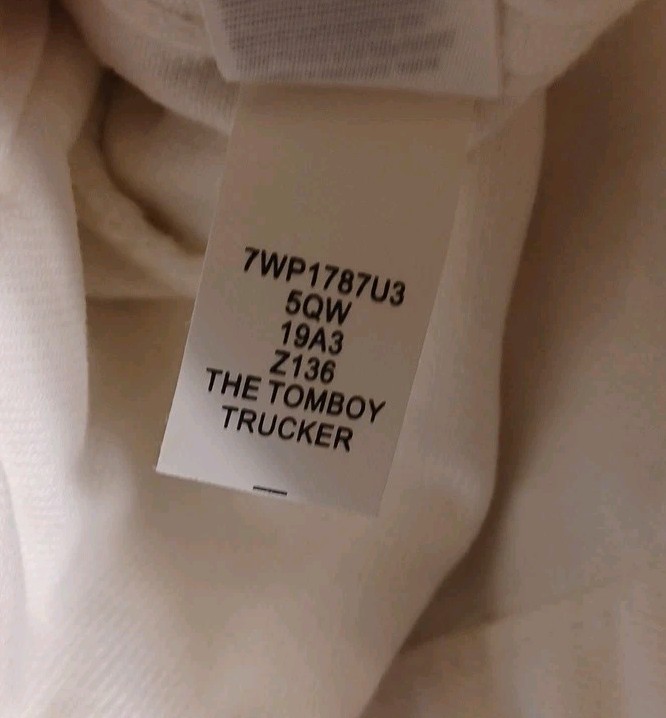 7WP1787U3
5QW
19A3
Z136
THE TOMBOY
TRUCKER